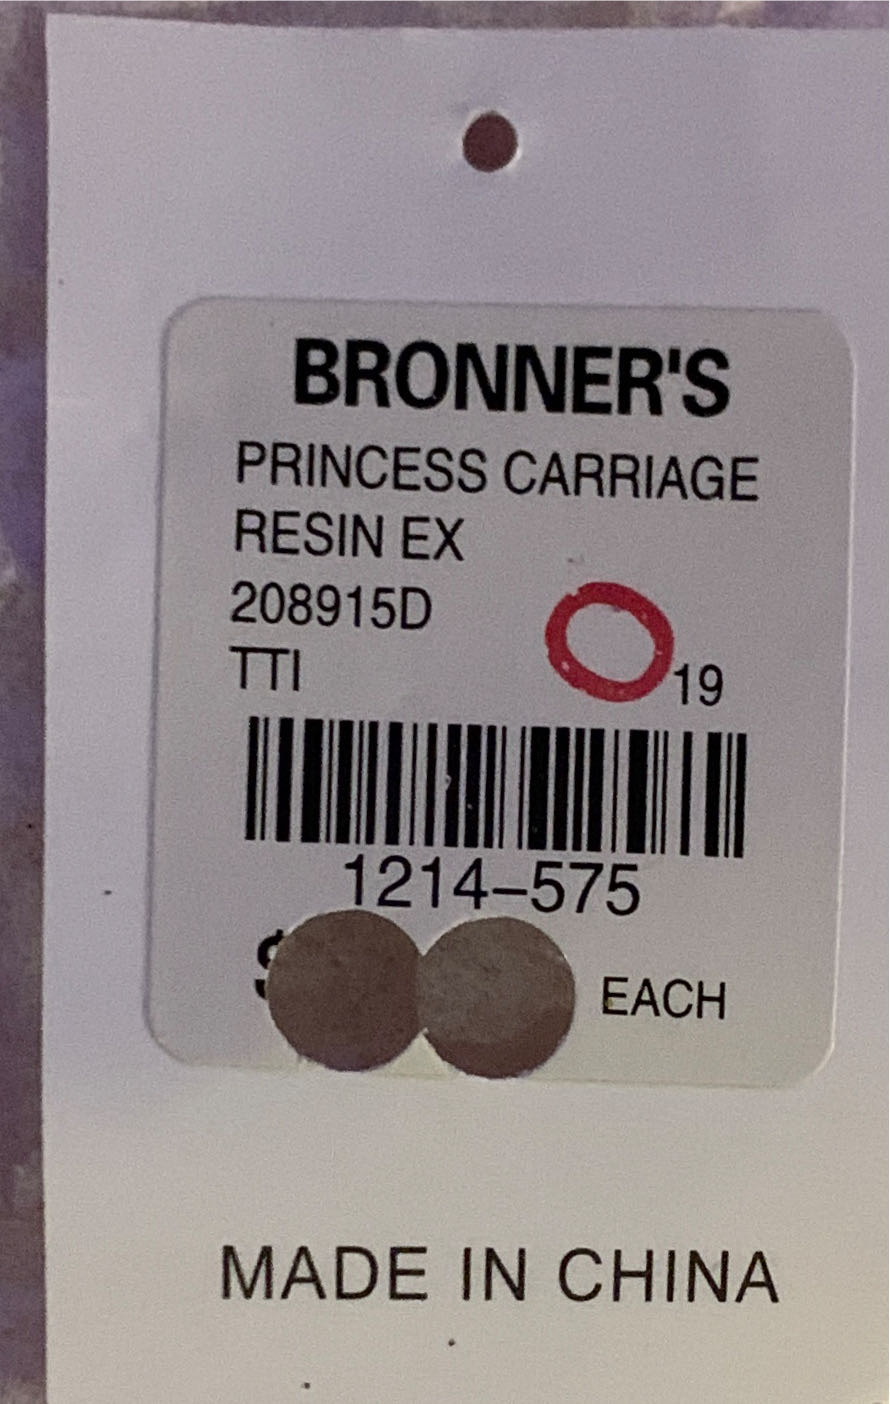 BRONNER'S
PRINCESS CARRIAGE
RESIN EX
208915D
TTI
19
1214-575
$ EACH
MADE IN CHINA